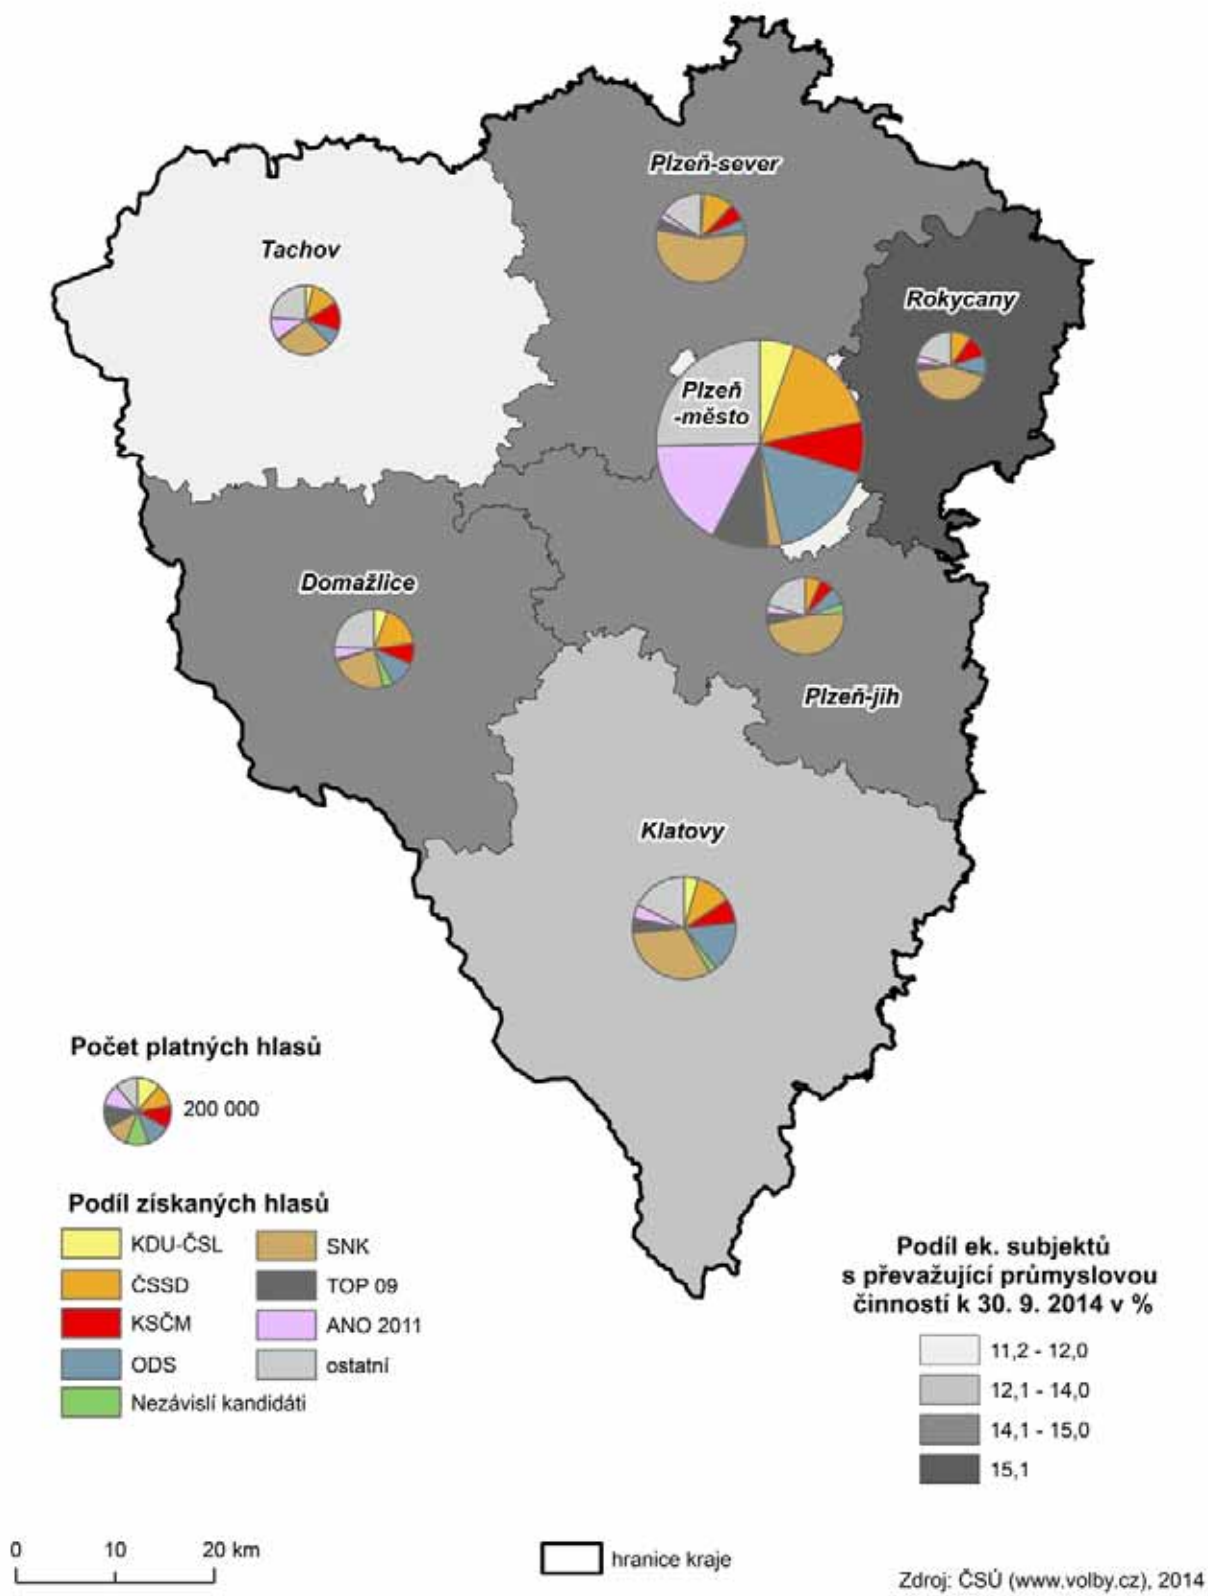 Plzeň-sever
Tachov
Rokycany
Plzeň
-město
Domažlice
Plzeň-jih
Klatovy
Počet platných hlasů
200 000
Podíl získaných hlasů
KDU-ČSL
SNK
ČSSD
TOP 09
KSČM
ANO 2011
ODS
ostatní
Nezávislí kandidáti
Podíl ek. subjektů
s převažující průmyslovou
činností k 30. 9. 2014 v %
11,2 - 12,0
12,1 - 14,0
14,1 - 15,0
15,1
0 10 20 km
hranice kraje
Zdroj: ČSÚ (www.volby.cz), 2014